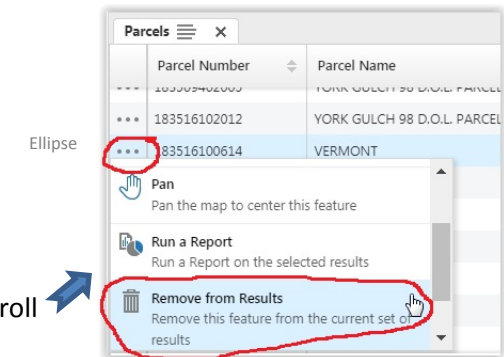 Parcels
Parcel Number Parcel Name
YORK GULCH 98 D.O.L. PARCEL
183516102012 YORK GULCH 98 D.O.L. PARCEL
Ellipse
183516100614 VERMONT
Pan
Pan the map to center this feature
Run a Report
Run a Report on the selected results
roll
Remove from Results
Remove this feature from the current set of
results